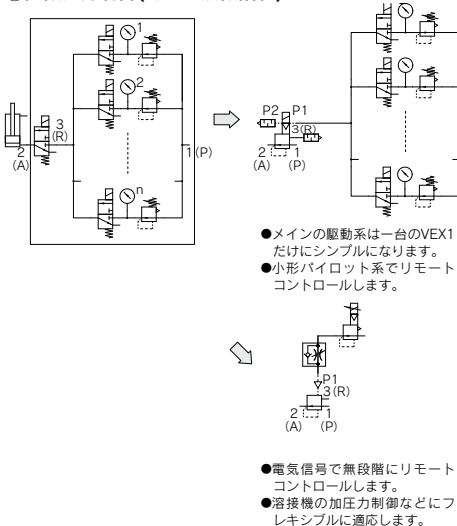 1
2
n
3
(R)
2
(A)
1(P)
P2
P1
3(R)
2
(A)
1
(P)
●メインの駆動系は一台のVEX1
だけにシンプルになります。
●小形パイロット系でリモート
コントロールします。
P1
3(R)
2
(A)
1
(P)
●電気信号で無段階にリモート
コントロールします。
●溶接機の加圧力制御などにフ
レキシブルに適応します。